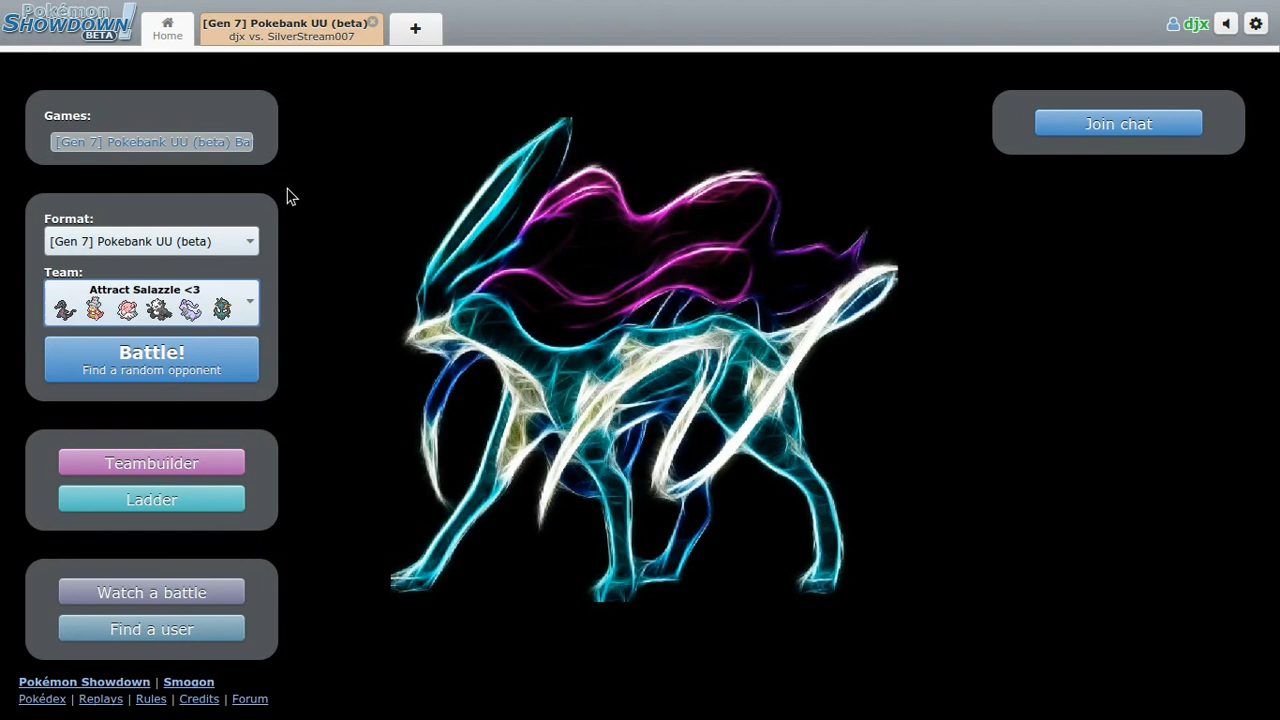 Pokémon
SHOWDOWN!
BETA
Home
[Gen 7] Pokebank UU (beta)
djx vs. SilverStream007
+
djx
Games:
[Gen 7] Pokebank UU (beta) Ba
Join chat
Format:
[Gen 7] Pokebank UU (beta)
Team:
Attract Salazzle <3
Battle!
Find a random opponent
Teambuilder
Ladder
Watch a battle
Find a user
Pokémon Showdown | Smogon
Pokédex | Replays | Rules | Credits | Forum